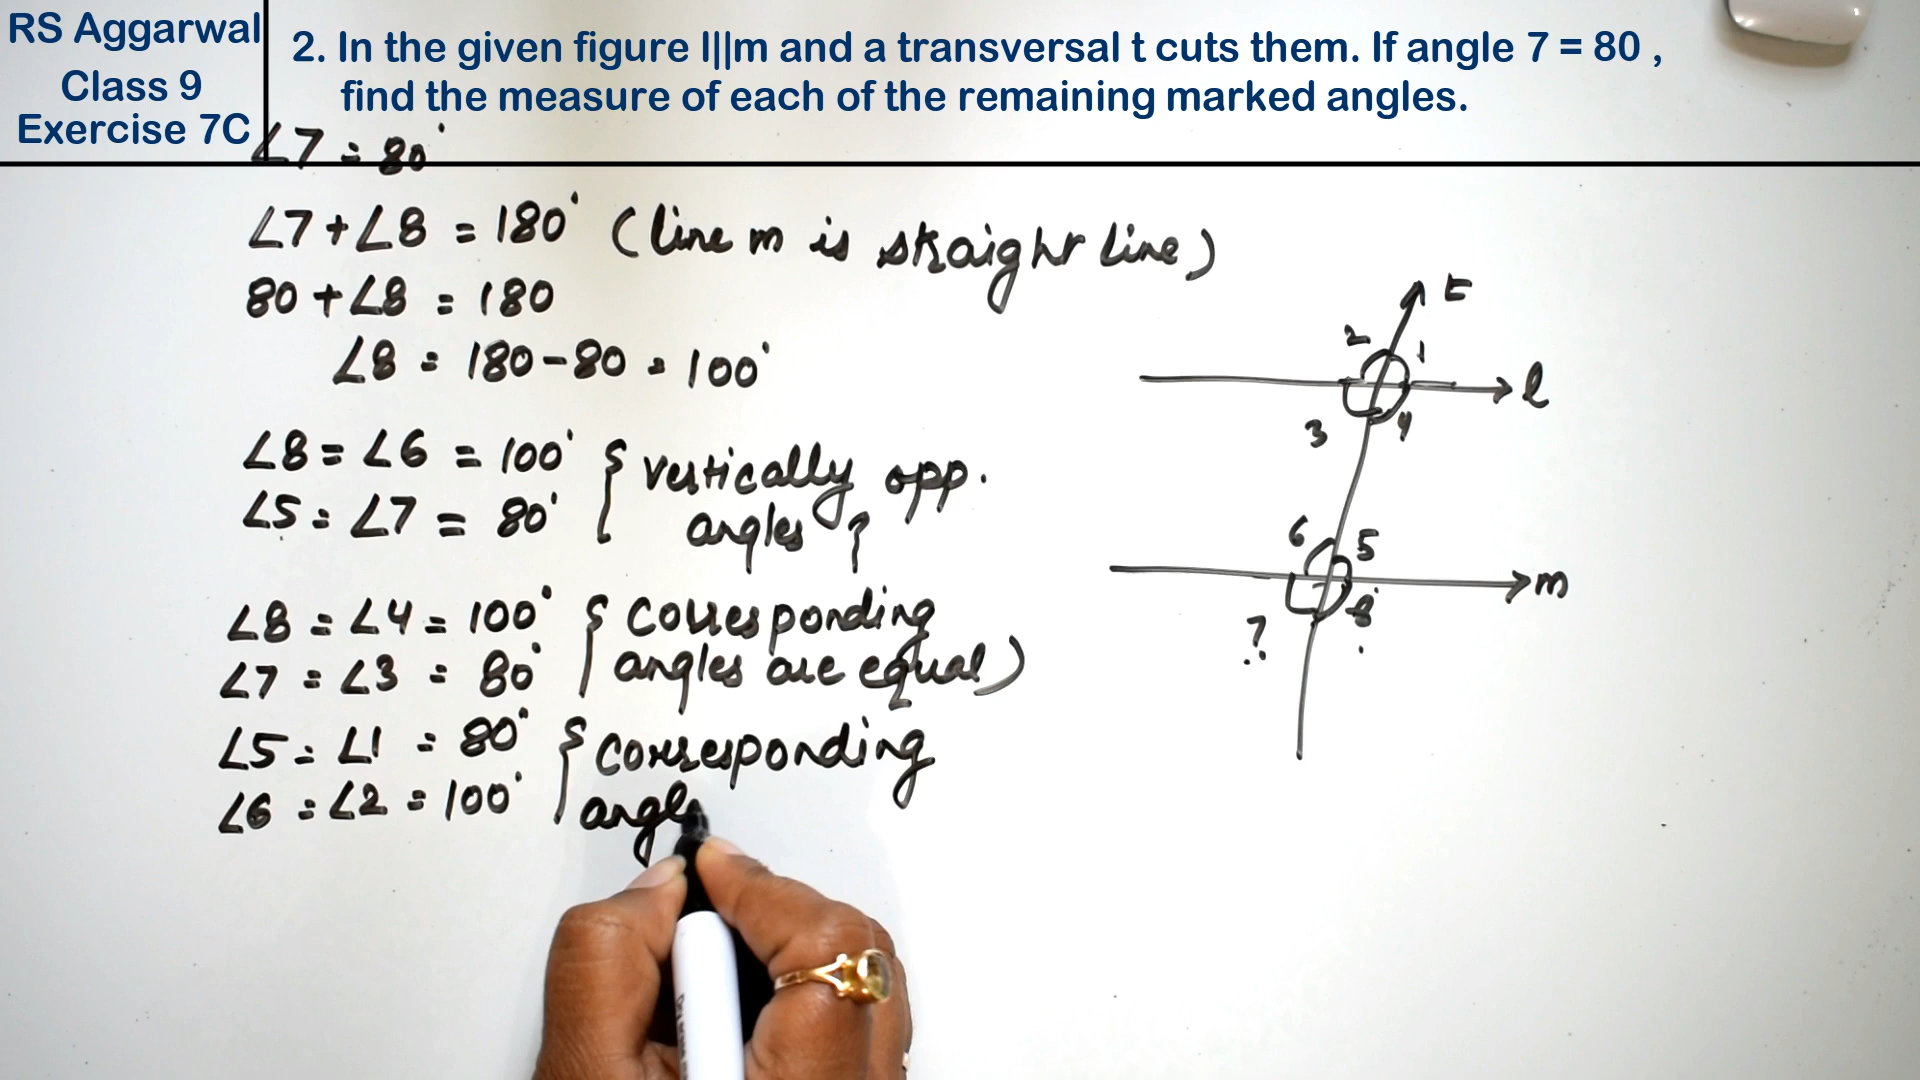 RS Aggarwal
Class 9
Exercise 7C
2. In the given figure l||m and a transversal t cuts them. If angle 7 = 80 ,
find the measure of each of the remaining marked angles.
∠7 = 80°
∠7 + ∠8 = 180° (line m is straight line)
80 + ∠8 = 180
∠8 = 180 - 80 = 100°
∠8 = ∠6 = 100° { vertically opp.
∠5 = ∠7 = 80° angles }
∠8 = ∠4 = 100° { Corresponding
∠7 = ∠3 = 80° angles are equal)
∠5 = ∠1 = 80° { Corresponding
∠6 = ∠2 = 100° angle
t
2 1
l
3 4
6 5
m
7 8